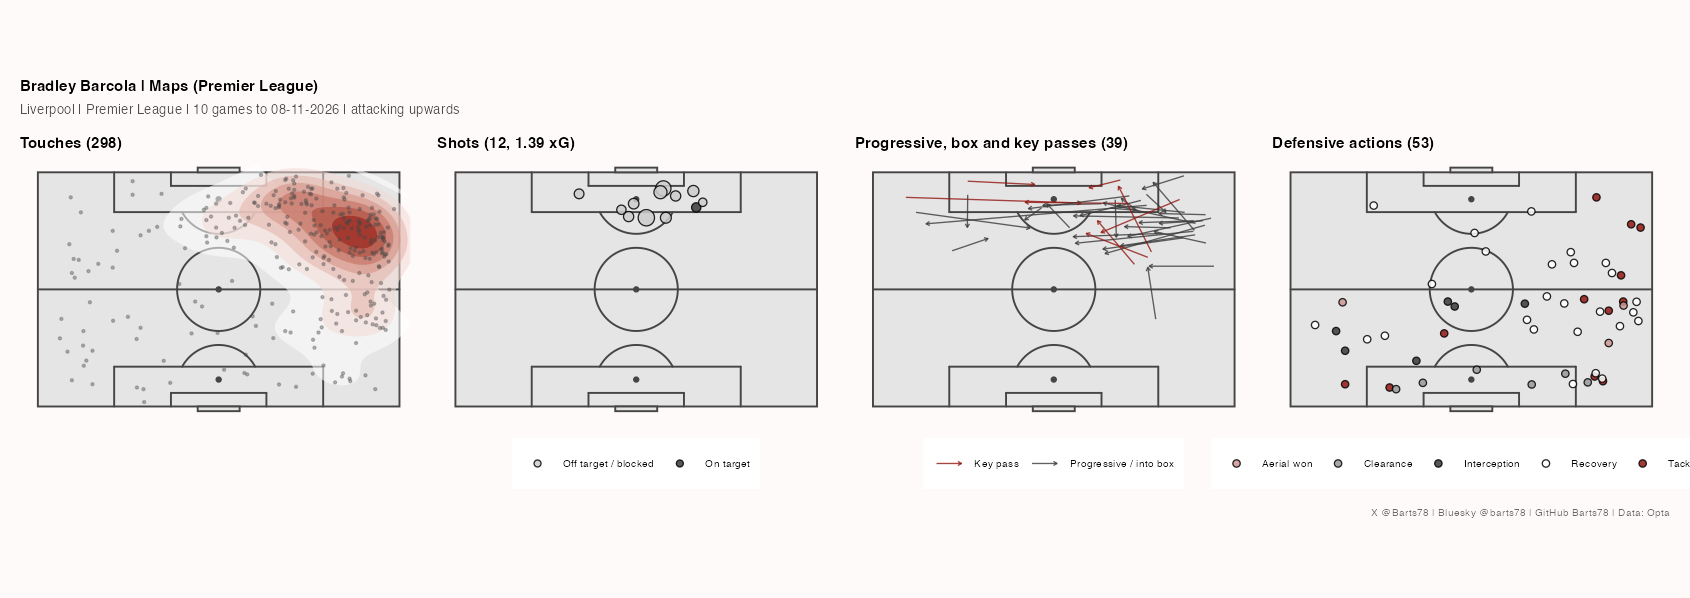 Bradley Barcola | Maps (Premier League)
Liverpool | Premier League | 10 games to 08-11-2026 | attacking upwards
Touches (298)
Shots (12, 1.39 xG)
Progressive, box and key passes (39)
Defensive actions (53)
Off target / blocked
On target
Key pass
Progressive / into box
Aerial won
Clearance
Interception
Recovery
Tack
X @Barts78 | Bluesky @barts78 | GitHub Barts78 | Data: Opta